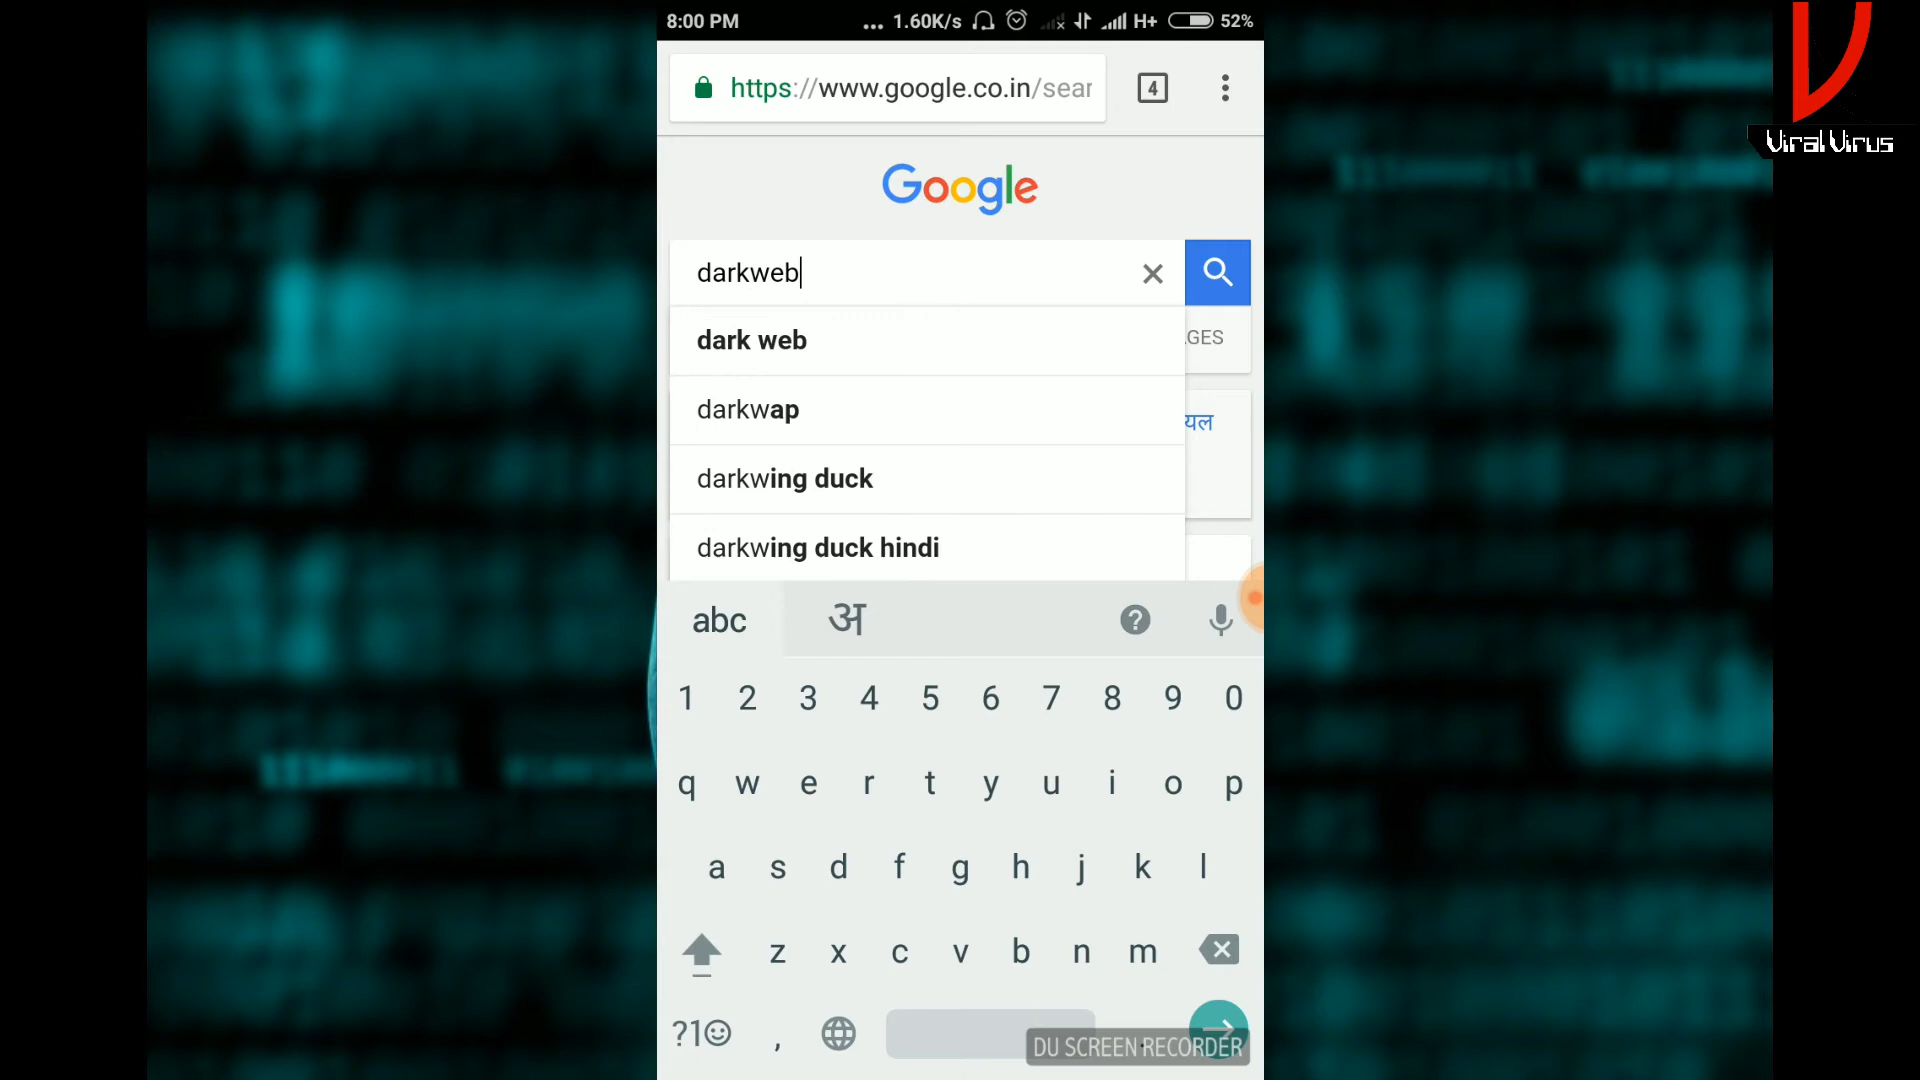 8:00 PM ... 1.60K/s H+ 52%
https://www.google.co.in/sear 4
Viral Virus
Google
darkweb
dark web
GES
darkwap
यल
darkwing duck
darkwing duck hindi
abc अ ?
1 2 3 4 5 6 7 8 9 0
q w e r t y u i o p
a s d f g h j k l
z x c v b n m
?1☺ ,
DU SCREEN RECORDER